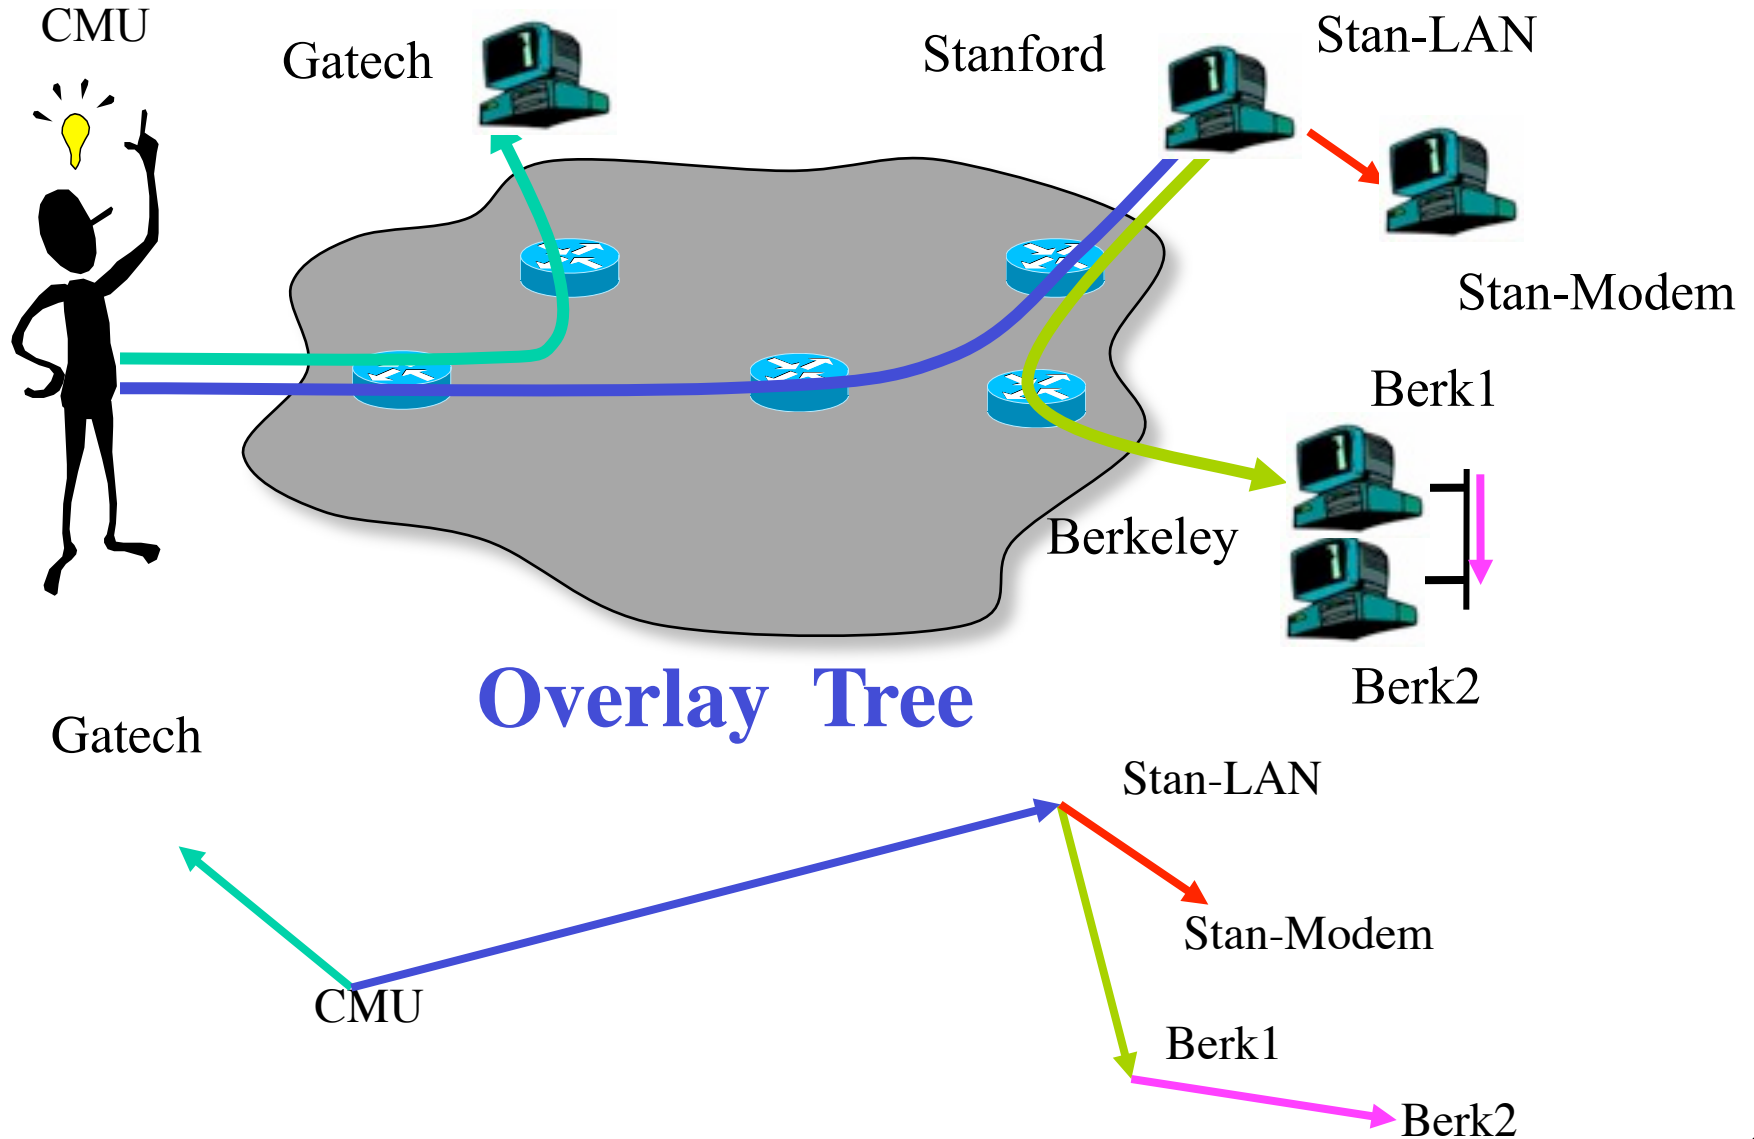 CMU
Gatech
Stanford
Stan-LAN
Stan-Modem
Berk1
Berkeley
Berk2
Overlay Tree
Gatech
Stan-LAN
Stan-Modem
CMU
Berk1
Berk2